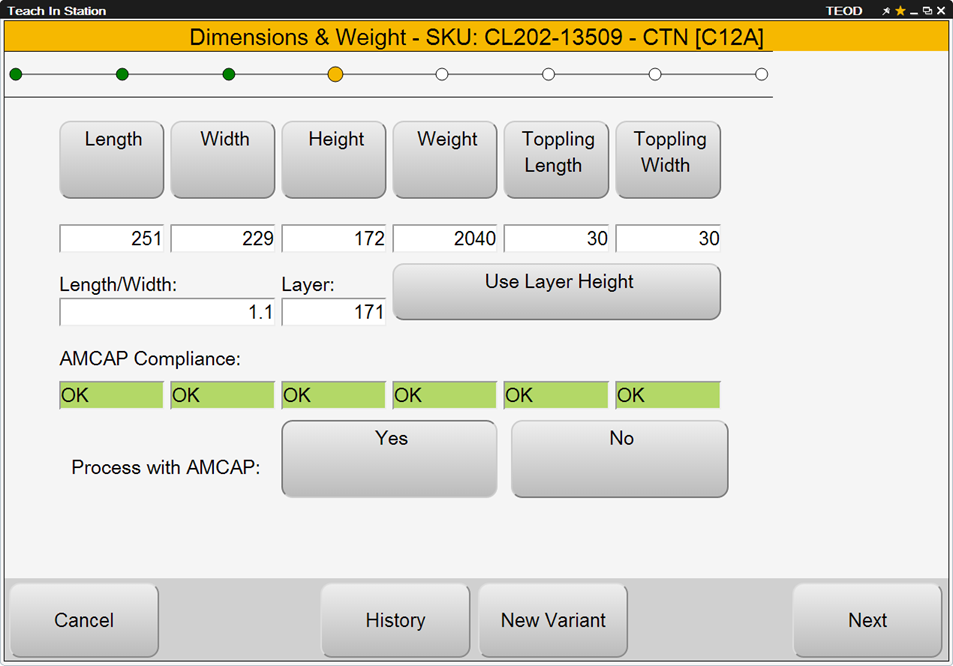 Teach In Station TEOD
Dimensions & Weight - SKU: CL202-13509 - CTN [C12A]
Length Width Height Weight Toppling Length Toppling Width
251 229 172 2040 30 30
Length/Width: Layer: Use Layer Height
1.1 171
AMCAP Compliance:
OK OK OK OK OK OK
Process with AMCAP: Yes No
Cancel History New Variant Next